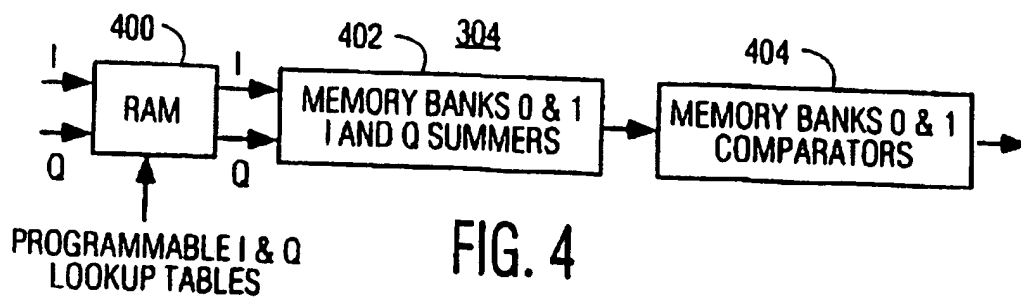 400
402
304
404
I
I
RAM
MEMORY BANKS 0 & 1
I AND Q SUMMERS
MEMORY BANKS 0 & 1
COMPARATORS
Q
Q
PROGRAMMABLE I & Q
LOOKUP TABLES
FIG. 4